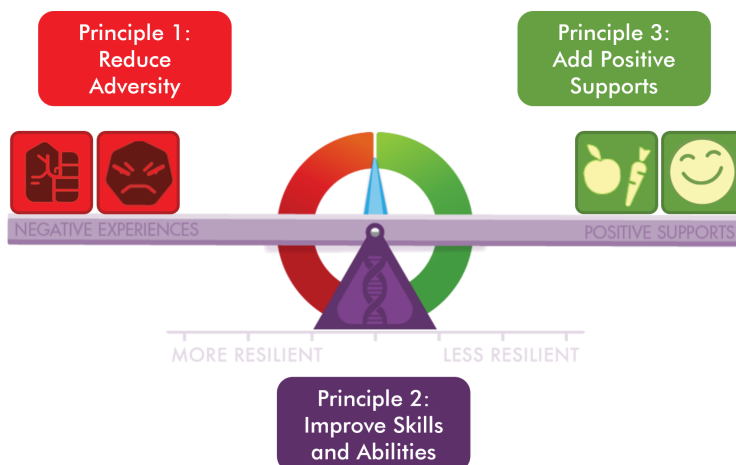 Principle 1:
Reduce
Adversity
Principle 3:
Add Positive
Supports
NEGATIVE EXPERIENCES
POSITIVE SUPPORTS
MORE RESILIENT
LESS RESILIENT
Principle 2:
Improve Skills
and Abilities